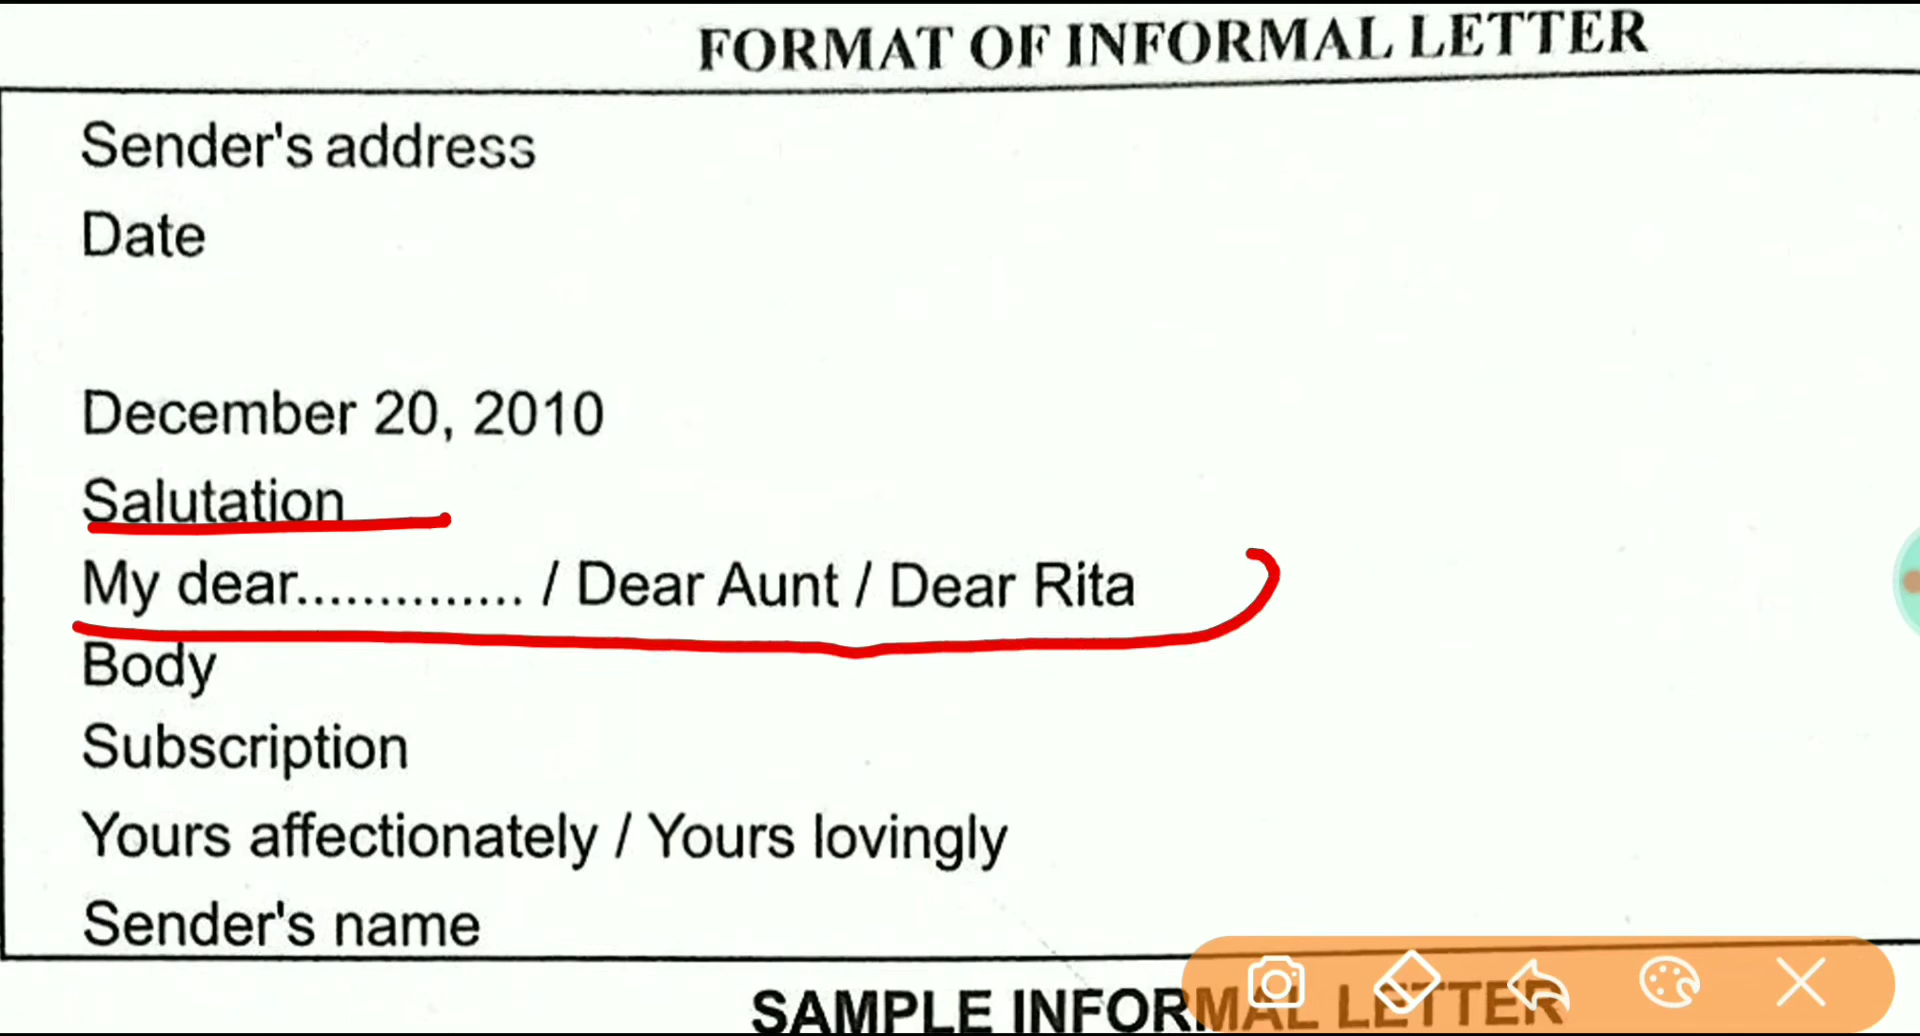 FORMAT OF INFORMAL LETTER
Sender's address
Date
December 20, 2010
Salutation
My dear.............. / Dear Aunt / Dear Rita
Body
Subscription
Yours affectionately / Yours lovingly
Sender's name
SAMPLE INFORMAL LETTER